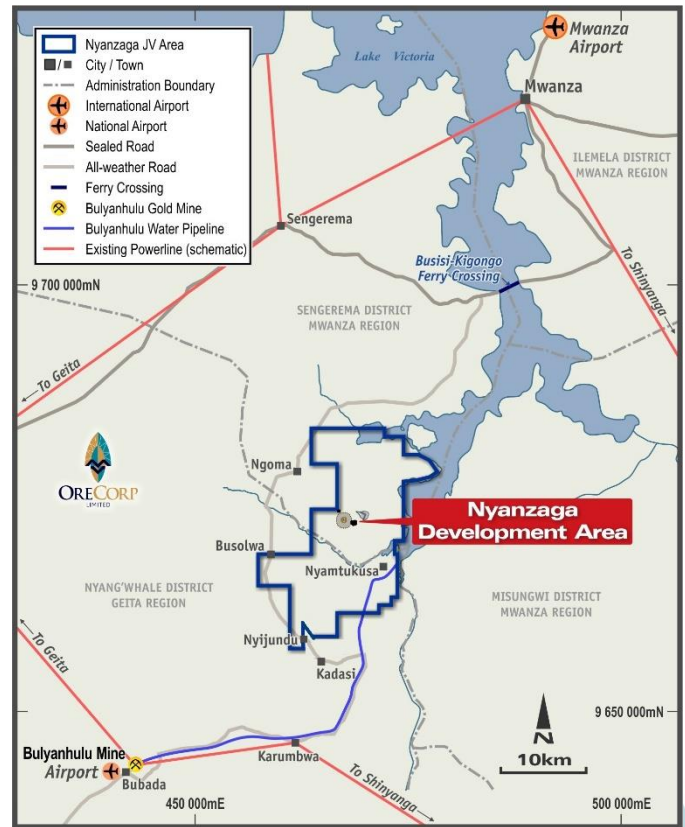 Nyanzaga JV Area
City / Town
Administration Boundary
International Airport
National Airport
Sealed Road
All-weather Road
Ferry Crossing
Bulyanhulu Gold Mine
Bulyanhulu Water Pipeline
Existing Powerline (schematic)
Lake Victoria
Mwanza
Airport
Mwanza
ILEMELA DISTRICT
MWANZA REGION
Sengerema
To Shinyanga
Busisi-Kigongo
Ferry Crossing
9 700 000mN
SENGEREMA DISTRICT
MWANZA REGION
To Geita
ORECORP
LIMITED
Ngoma
Nyanzaga
Development Area
Busolwa
Nyamtukusa
NYANG'WHALE DISTRICT
GEITA REGION
MISUNGWI DISTRICT
MWANZA REGION
Nyijundu
To Geita
Kadasi
9 650 000mN
N
10km
Bulyanhulu Mine
Airport
Bubada
Karumbwa
To Shinyanga
450 000mE
500 000mE